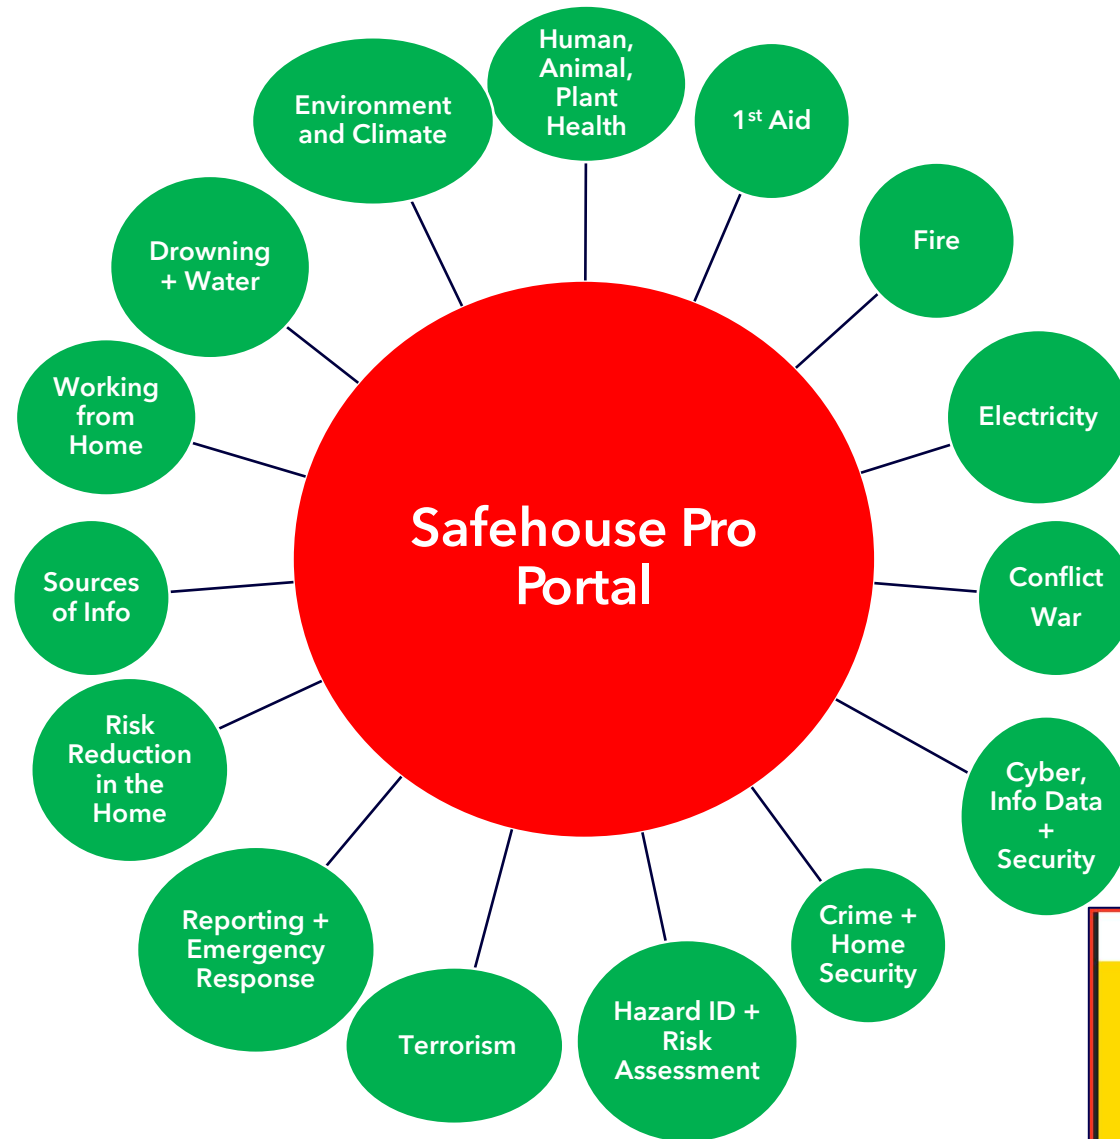 Human,
Animal,
Plant
Health
1st Aid
Fire
Electricity
Conflict
War
Cyber,
Info Data
+
Security
Crime +
Home
Security
Hazard ID +
Risk
Assessment
Terrorism
Reporting +
Emergency
Response
Risk
Reduction
in the
Home
Sources
of Info
Working
from
Home
Drowning
+ Water
Environment
and Climate
Safehouse Pro
Portal